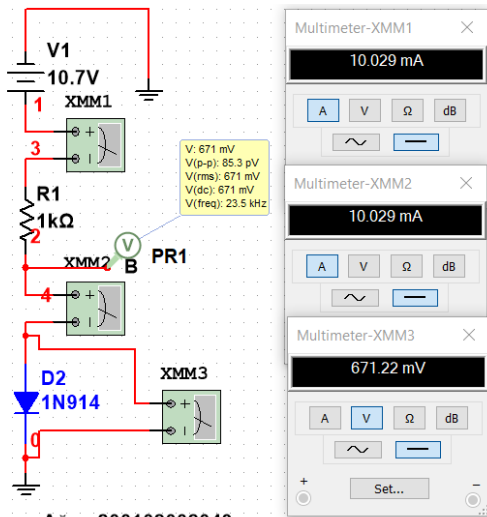 V1
10.7V
1
XMM1
3
R1
1kΩ
2
V: 671 mV
V(p-p): 85.3 pV
V(rms): 671 mV
V(dc): 671 mV
V(freq): 23.5 kHz
V
B
PR1
XMM2
4
D2
1N914
0
XMM3
Multimeter-XMM1
10.029 mA
A V Ω dB
Multimeter-XMM2
10.029 mA
A V Ω dB
Multimeter-XMM3
671.22 mV
A V Ω dB
+ Set... −